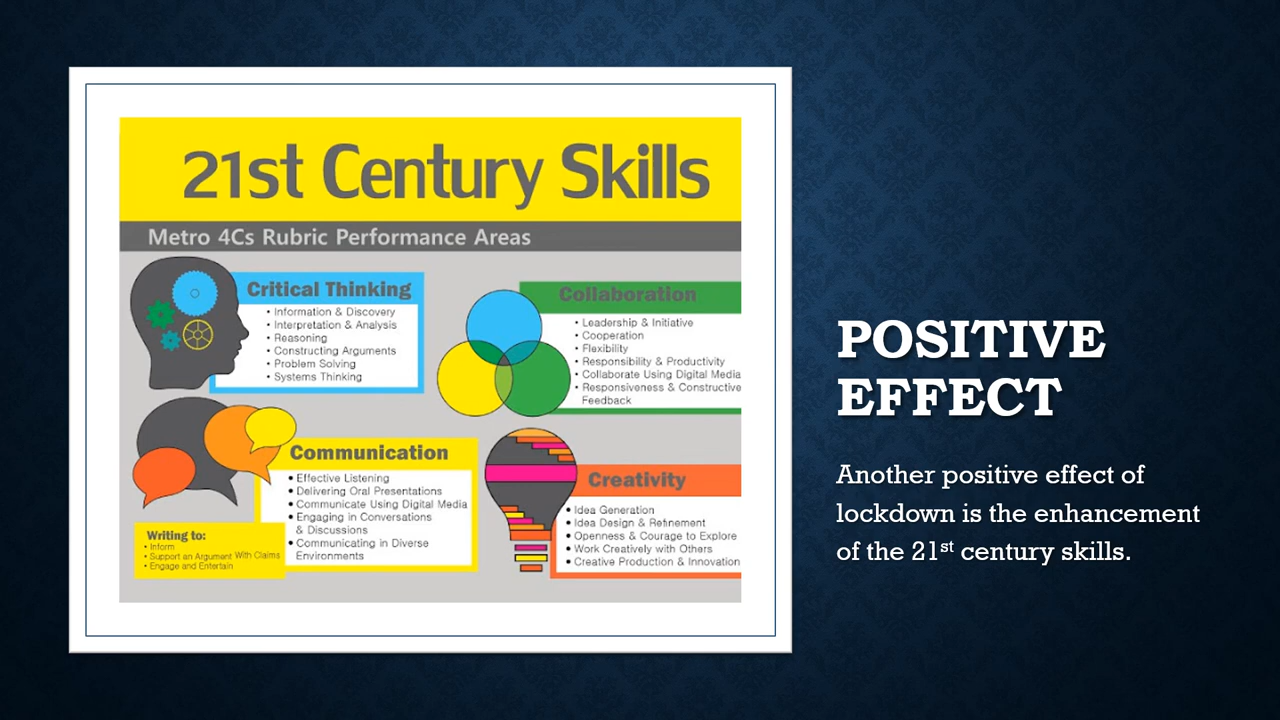 21st Century Skills
Metro 4Cs Rubric Performance Areas
Critical Thinking
• Information & Discovery
• Interpretation & Analysis
• Reasoning
• Constructing Arguments
• Problem Solving
• Systems Thinking
Collaboration
• Leadership & Initiative
• Cooperation
• Flexibility
• Responsibility & Productivity
• Collaborate Using Digital Media
• Responsiveness & Constructive
Feedback
Communication
• Effective Listening
• Delivering Oral Presentations
• Communicate Using Digital Media
• Engaging in Conversations
& Discussions
• Communicating in Diverse
Environments
Writing to:
• Inform
• Support an Argument With Claims
• Engage and Entertain
Creativity
• Idea Generation
• Idea Design & Refinement
• Openness & Courage to Explore
• Work Creatively with Others
• Creative Production & Innovation
POSITIVE
EFFECT
Another positive effect of
lockdown is the enhancement
of the 21st century skills.